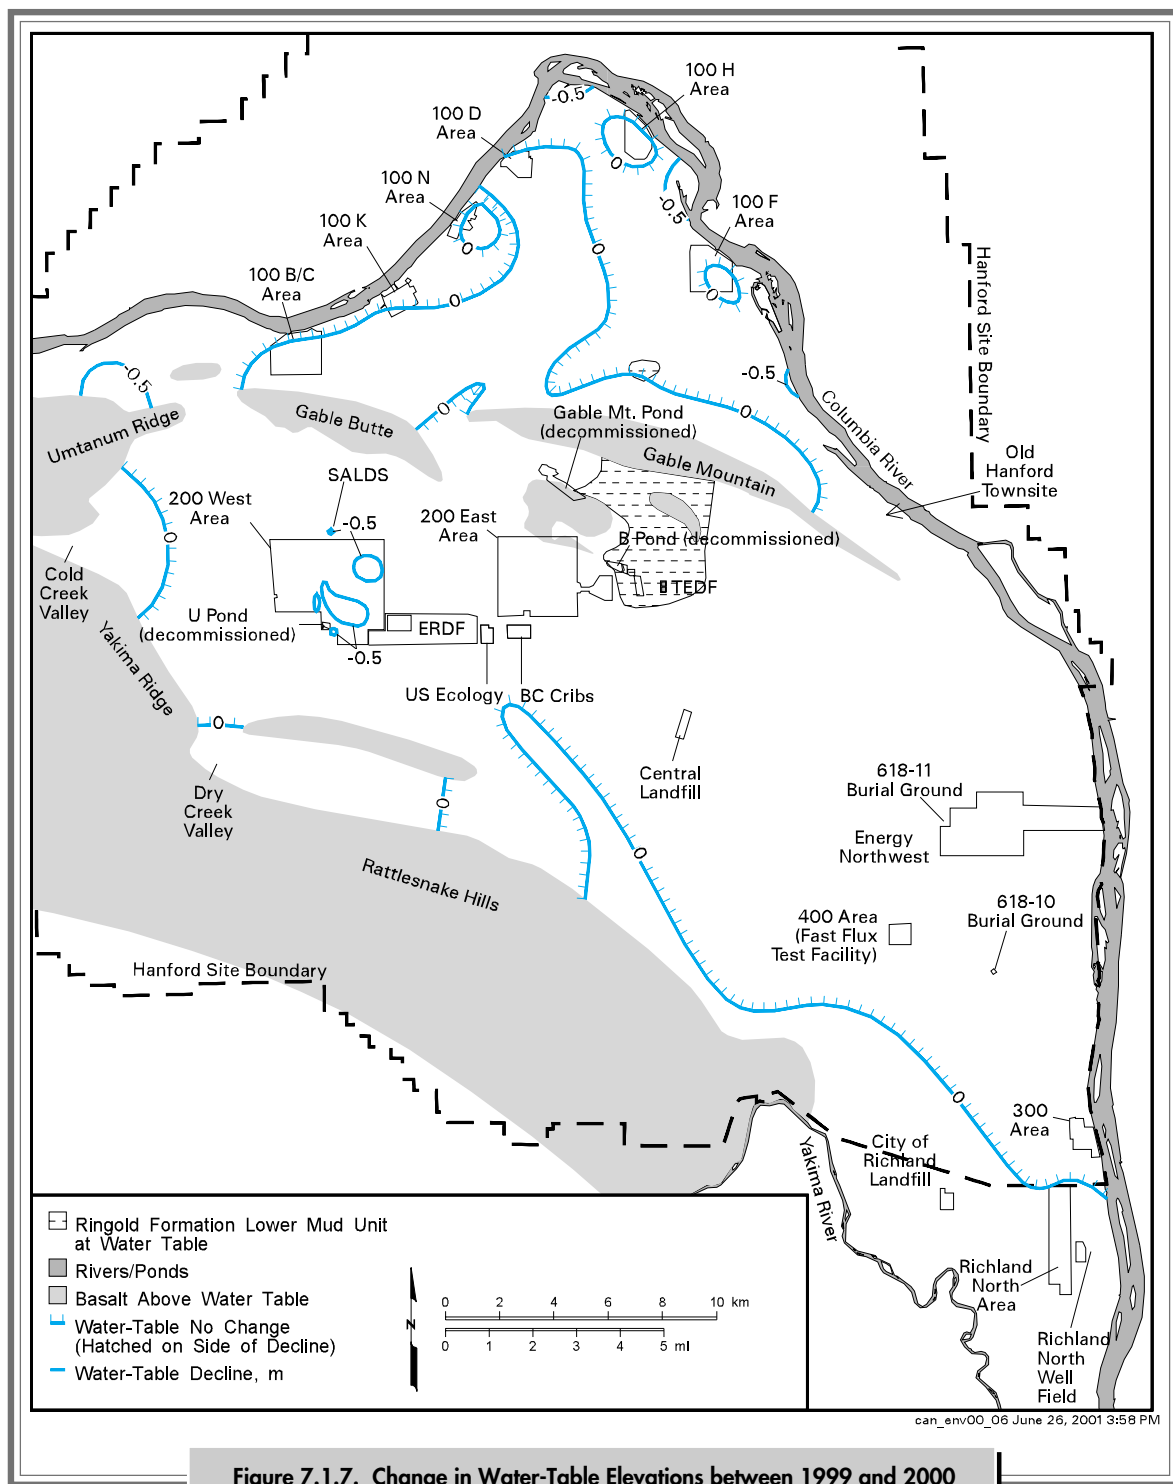 -0.5
100 H
Area
100 D
Area
0
100 N
Area
-0.5
100 F
Area
100 K
Area
0
0
100 B/C
Area
0
0
Hanford Site Boundary
-0.5
-0.5
Columbia River
Umtanum Ridge
Gable Butte
0
Gable Mt. Pond
(decommissioned)
0
Gable Mountain
Old
Hanford
Townsite
SALDS
200 West
Area
-0.5
200 East
Area
B Pond (decommissioned)
0
Cold
Creek
Valley
TEDF
U Pond
(decommissioned)
ERDF
-0.5
Yakima Ridge
US Ecology
BC Cribs
0
Dry
Creek
Valley
0
Central
Landfill
618-11
Burial Ground
Energy
Northwest
0
Rattlesnake Hills
618-10
Burial Ground
400 Area
(Fast Flux
Test Facility)
Hanford Site Boundary
0
300
Area
City of
Richland
Landfill
Yakima River
Richland
North
Area
Richland
North
Well
Field
Ringold Formation Lower Mud Unit
at Water Table
Rivers/Ponds
Basalt Above Water Table
Water-Table No Change
(Hatched on Side of Decline)
Water-Table Decline, m
N
0 2 4 6 8 10 km
0 1 2 3 4 5 mi
can_env00_06 June 26, 2001 3:58 PM
Figure 7.1.7. Change in Water-Table Elevations between 1999 and 2000